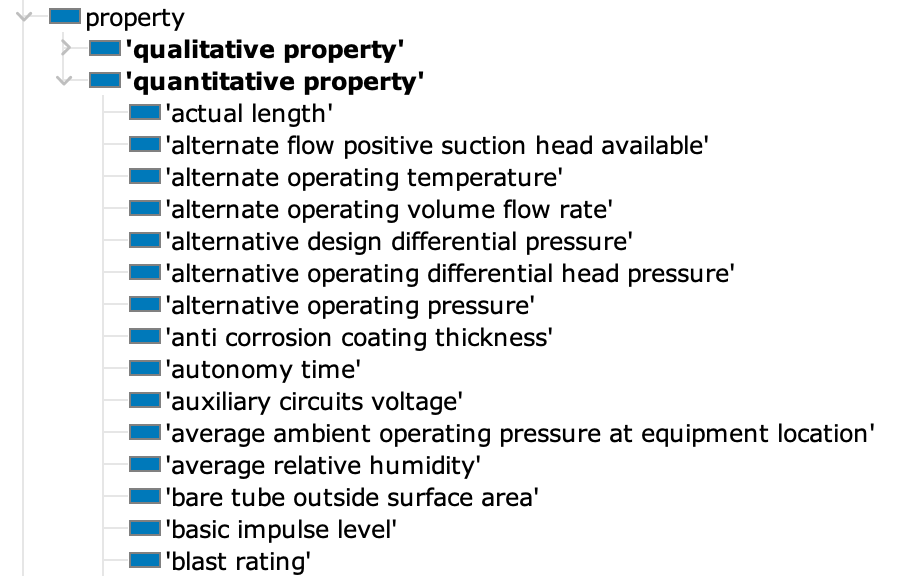 property
'qualitative property'
'quantitative property'
'actual length'
'alternate flow positive suction head available'
'alternate operating temperature'
'alternate operating volume flow rate'
'alternative design differential pressure'
'alternative operating differential head pressure'
'alternative operating pressure'
'anti corrosion coating thickness'
'autonomy time'
'auxiliary circuits voltage'
'average ambient operating pressure at equipment location'
'average relative humidity'
'bare tube outside surface area'
'basic impulse level'
'blast rating'